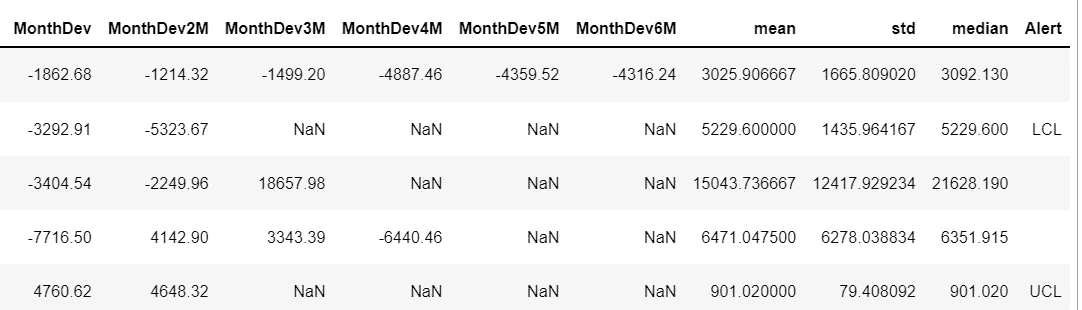 MonthDev MonthDev2M MonthDev3M MonthDev4M MonthDev5M MonthDev6M mean std median Alert
-1862.68 -1214.32 -1499.20 -4887.46 -4359.52 -4316.24 3025.906667 1665.809020 3092.130
-3292.91 -5323.67 NaN NaN NaN NaN 5229.600000 1435.964167 5229.600 LCL
-3404.54 -2249.96 18657.98 NaN NaN NaN 15043.736667 12417.929234 21628.190
-7716.50 4142.90 3343.39 -6440.46 NaN NaN 6471.047500 6278.038834 6351.915
4760.62 4648.32 NaN NaN NaN NaN 901.020000 79.408092 901.020 UCL